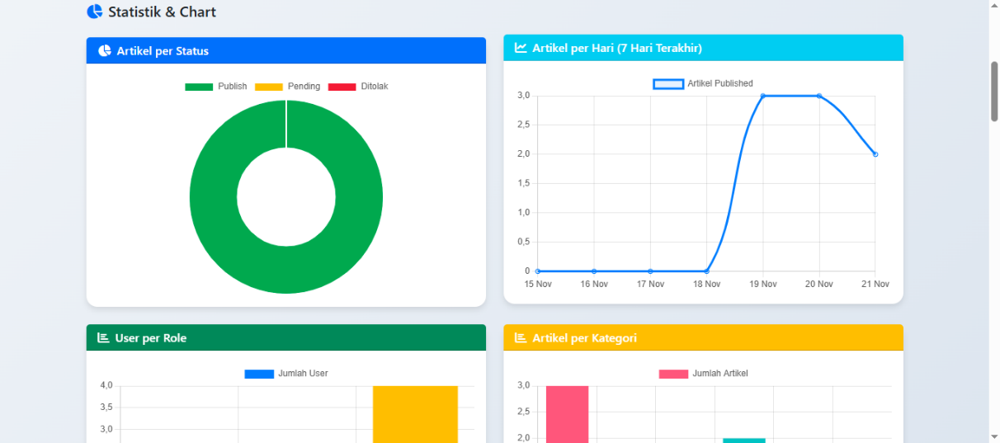 Statistik & Chart
Artikel per Status
Publish Pending Ditolak
Artikel per Hari (7 Hari Terakhir)
Artikel Published
3,0
2,5
2,0
1,5
1,0
0,5
0
15 Nov 16 Nov 17 Nov 18 Nov 19 Nov 20 Nov 21 Nov
User per Role
Jumlah User
4,0
3,5
3,0
Artikel per Kategori
Jumlah Artikel
3,0
2,5
2,0